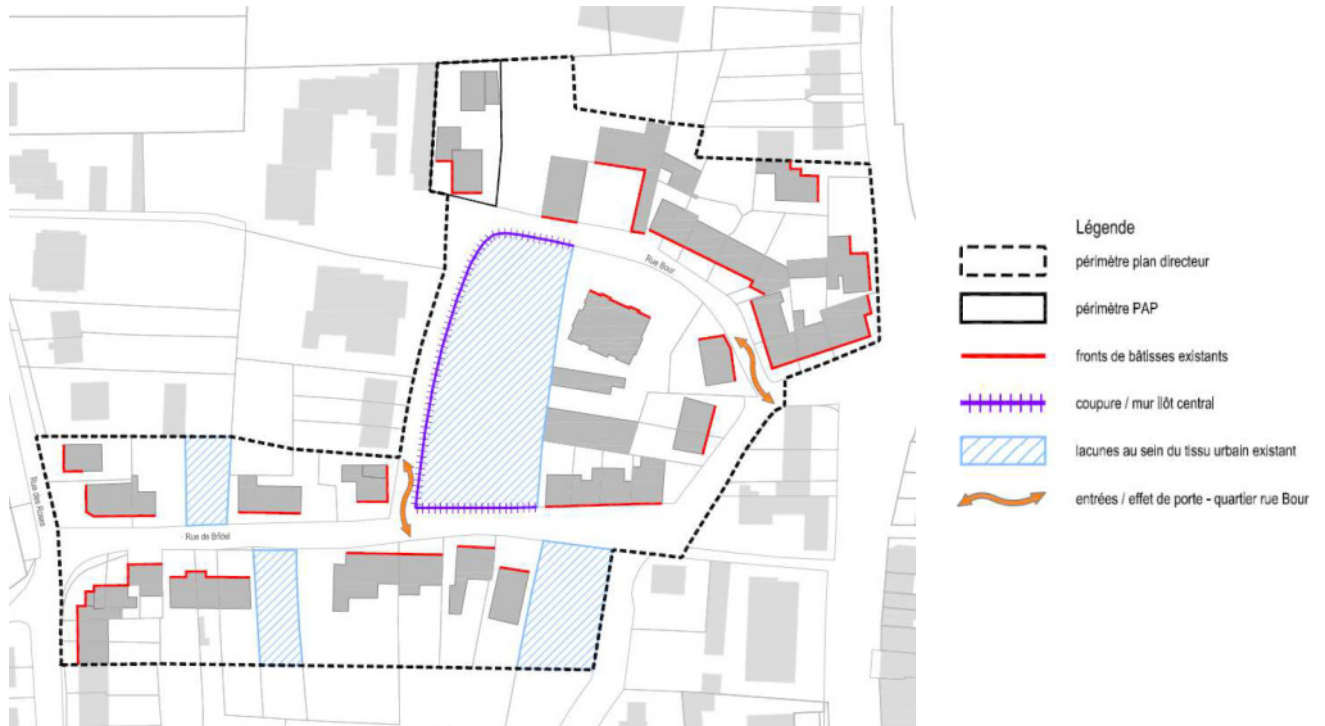 Rue Bour
Rue des Roses
Rue de Bridel
Légende
périmètre plan directeur
périmètre PAP
fronts de bâtisses existants
coupure / mur îlôt central
lacunes au sein du tissu urbain existant
entrées / effet de porte - quartier rue Bour